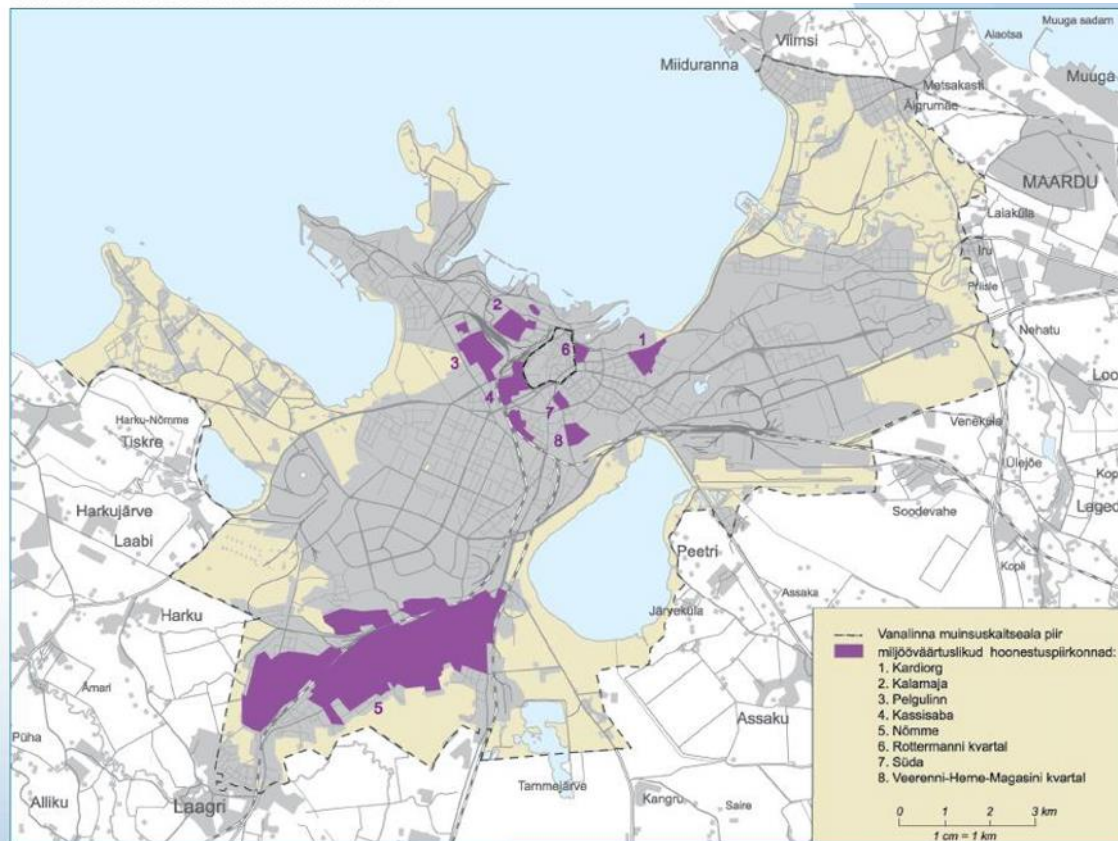 Muuga sadam
Alaotsa
Viimsi
Miiduranna
Muuga
Metsakasti
Äigrumäe
MAARDU
Lalaküla
Iru
Priisle
Nehatu
Loo
1
2
3
4
5
6
7
8
Harku-Nõmme
Tiskre
Harkujärve
Laabi
Venekula
Ülejõe
Kop
Laged
Soodevahe
Kopli
Peetri
Assaka
Järveküla
Harku
Ämari
Püha
Alliku
Laagri
Tammejärve
Kangru
Saire
Assaku
Vanalinna muinsuskaitseala piir
miljööväärtuslikud hoonestuspiirkonnad:
1. Kardiorg
2. Kalamaja
3. Pelgulinn
4. Kassisaba
5. Nõmme
6. Rottermanni kvartal
7. Süda
8. Veerenni-Herne-Magasini kvartal
0 1 2 3 km
1 cm = 1 km